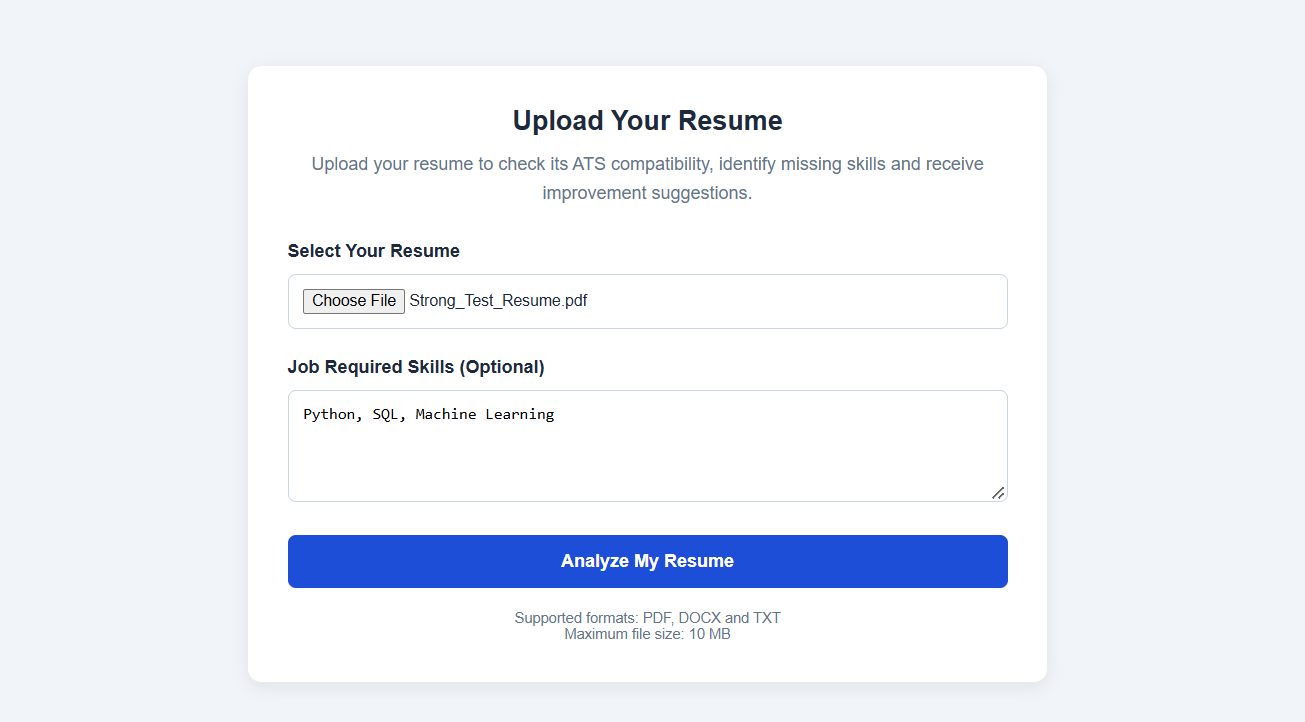 Upload Your Resume
Upload your resume to check its ATS compatibility, identify missing skills and receive
improvement suggestions.
Select Your Resume
Choose File Strong_Test_Resume.pdf
Job Required Skills (Optional)
Python, SQL, Machine Learning
Analyze My Resume
Supported formats: PDF, DOCX and TXT
Maximum file size: 10 MB